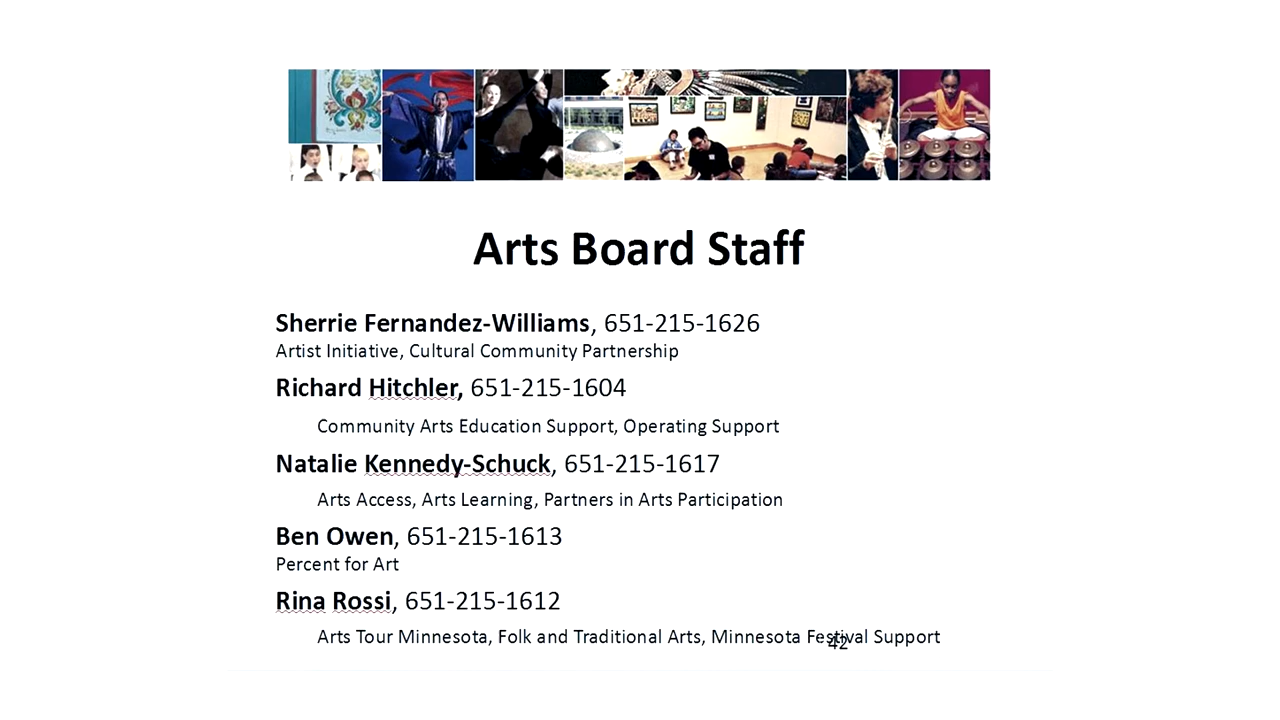 Arts Board Staff
Sherrie Fernandez-Williams, 651-215-1626
Artist Initiative, Cultural Community Partnership
Richard Hitchler, 651-215-1604
Community Arts Education Support, Operating Support
Natalie Kennedy-Schuck, 651-215-1617
Arts Access, Arts Learning, Partners in Arts Participation
Ben Owen, 651-215-1613
Percent for Art
Rina Rossi, 651-215-1612
Arts Tour Minnesota, Folk and Traditional Arts, Minnesota Festival Support
42